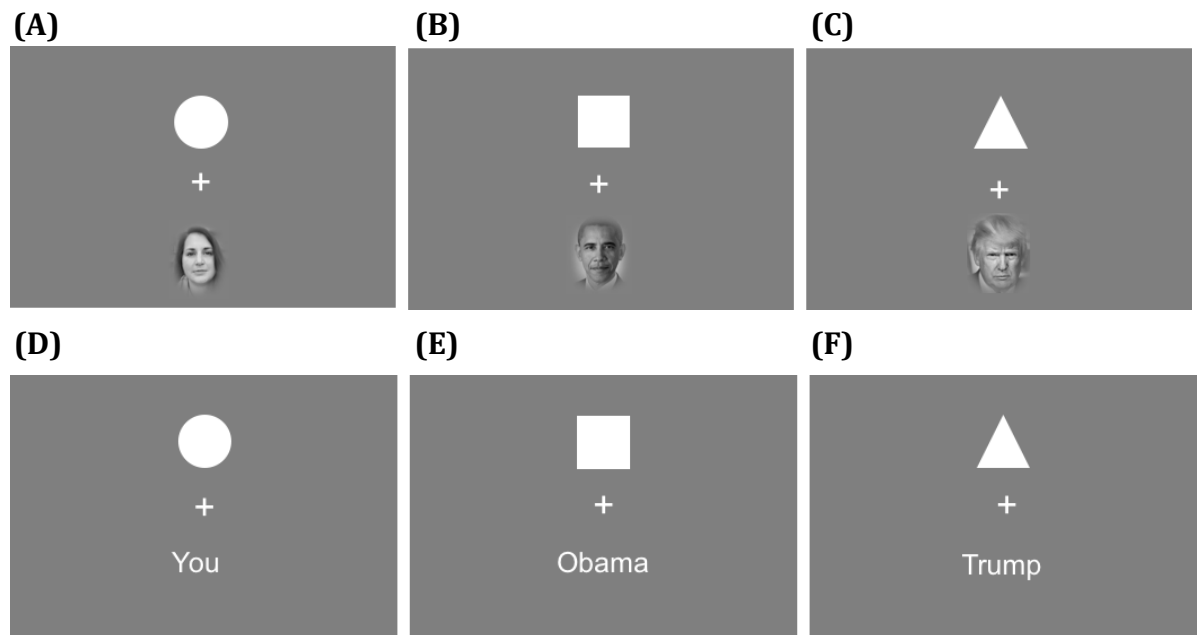 (A) (B) (C)
+ + +
(D) (E) (F)
+ + +
You Obama Trump